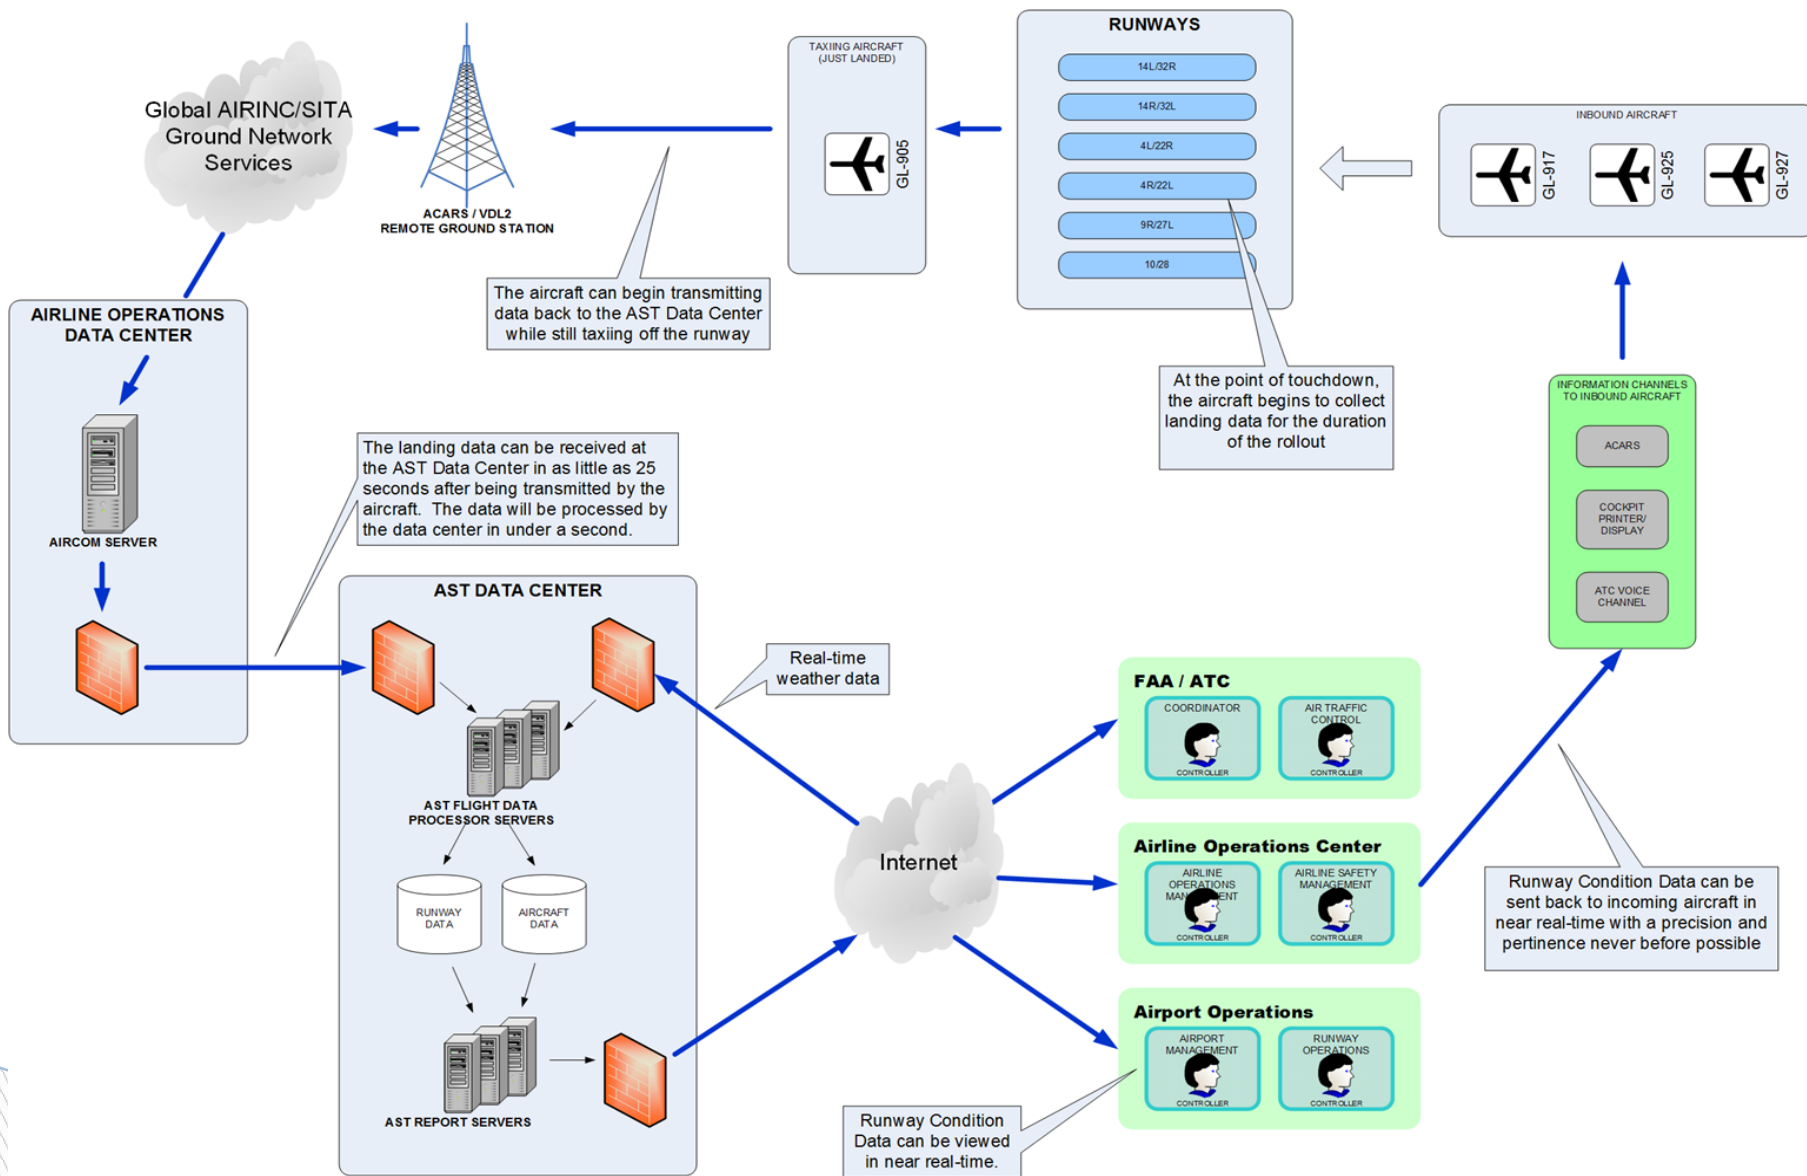 RUNWAYS
14L/32R
14R/32L
4L/22R
4R/22L
9R/27L
10/28
TAXIING AIRCRAFT
(JUST LANDED)
GL-905
INBOUND AIRCRAFT
GL-917
GL-925
GL-927
Global AIRINC/SITA
Ground Network
Services
ACARS / VDL2
REMOTE GROUND STATION
The aircraft can begin transmitting
data back to the AST Data Center
while still taxiing off the runway
At the point of touchdown,
the aircraft begins to collect
landing data for the duration
of the rollout
AIRLINE OPERATIONS
DATA CENTER
AIRCOM SERVER
The landing data can be received at
the AST Data Center in as little as 25
seconds after being transmitted by the
aircraft. The data will be processed by
the data center in under a second.
INFORMATION CHANNELS
TO INBOUND AIRCRAFT
ACARS
COCKPIT
PRINTER/
DISPLAY
ATC VOICE
CHANNEL
AST DATA CENTER
AST FLIGHT DATA
PROCESSOR SERVERS
RUNWAY
DATA
AIRCRAFT
DATA
AST REPORT SERVERS
Real-time
weather data
Internet
FAA / ATC
COORDINATOR
CONTROLLER
AIR TRAFFIC
CONTROL
CONTROLLER
Airline Operations Center
AIRLINE
OPERATIONS
MANAGEMENT
CONTROLLER
AIRLINE SAFETY
MANAGEMENT
CONTROLLER
Airport Operations
AIRPORT
MANAGEMENT
CONTROLLER
RUNWAY
OPERATIONS
CONTROLLER
Runway Condition Data can be
sent back to incoming aircraft in
near real-time with a precision and
pertinence never before possible
Runway Condition
Data can be viewed
in near real-time.